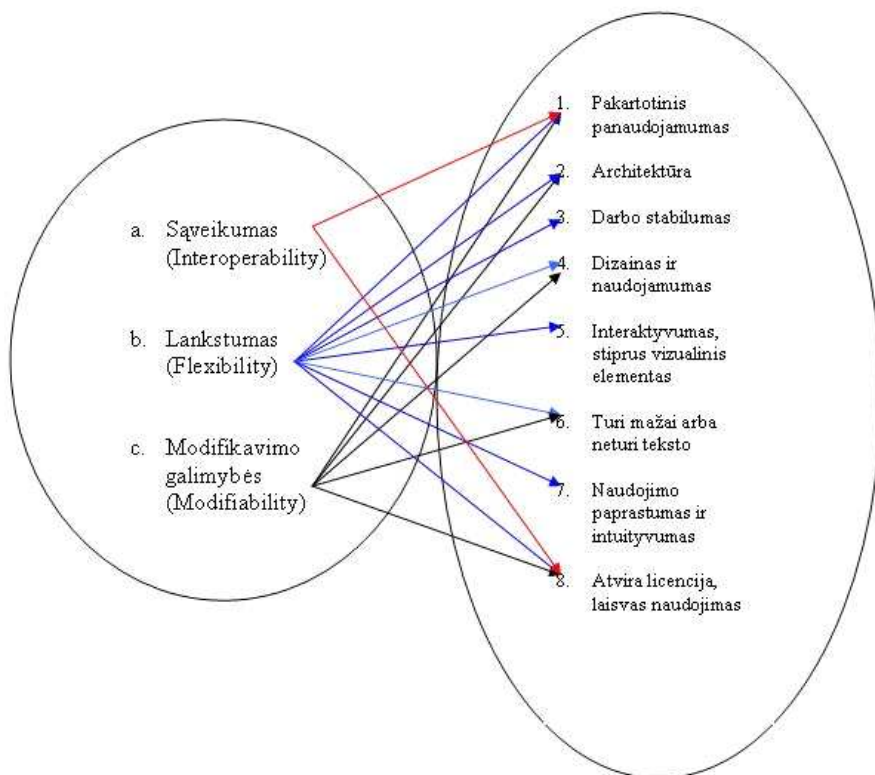 a. Sąveikumas
(Interoperability)
b. Lankstumas
(Flexibility)
c. Modifikavimo
galimybės
(Modifiability)
1. Pakartotinis
panaudojamumas
2. Architektūra
3. Darbo stabilumas
4. Dizainas ir
naudojamumas
5. Interaktyvumas,
stiprus vizualinis
elementas
6. Turi mažai arba
neturi teksto
7. Naudojimo
paprastumas ir
intuityvumas
8. Atvira licencija,
laisvas naudojimas